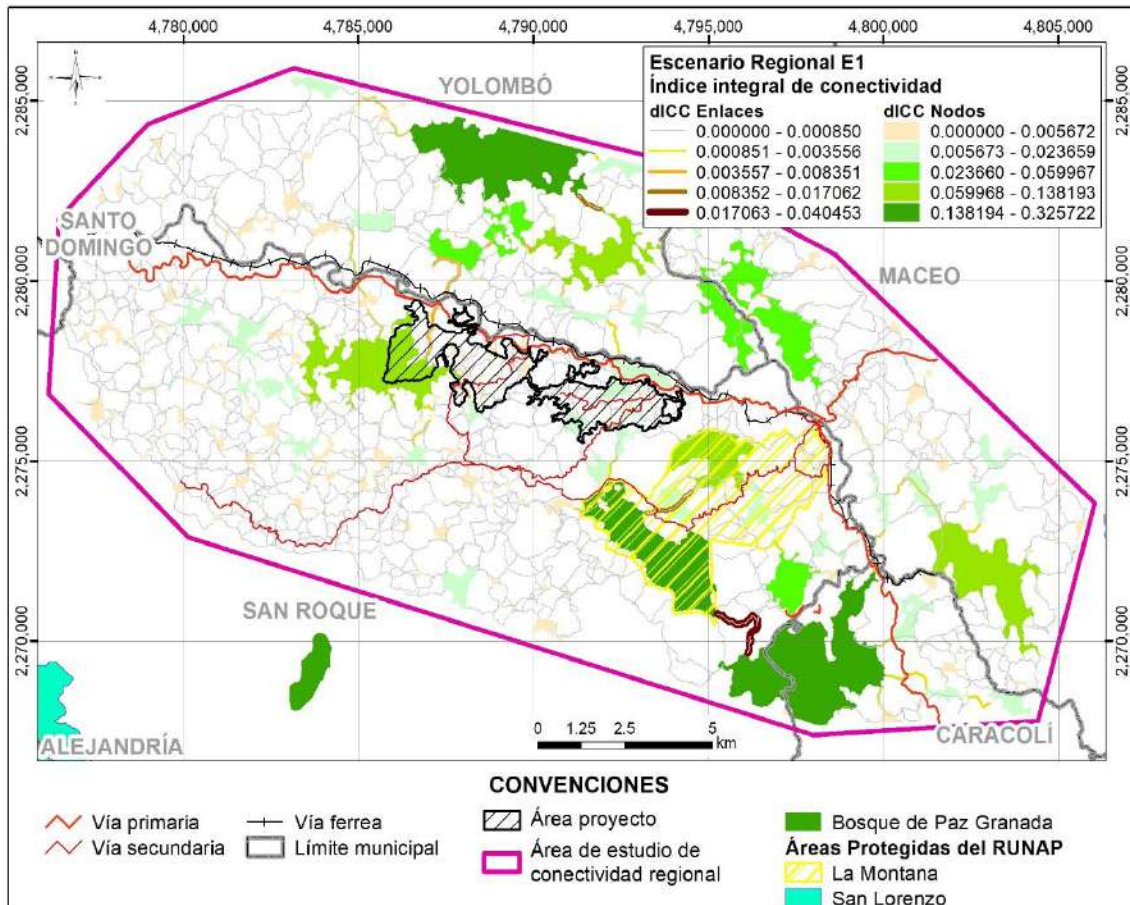 4,780,000 4,785,000 4,790,000 4,795,000 4,800,000 4,805,000
YOLOMBÓ
Escenario Regional E1
Índice integral de conectividad
dICC Enlaces dICC Nodos
0.000000 - 0.000850 0.000000 - 0.005672
0.000851 - 0.003556 0.005673 - 0.023659
0.003557 - 0.008351 0.023660 - 0.059967
0.008352 - 0.017062 0.059968 - 0.138193
0.017063 - 0.040453 0.138194 - 0.325722
2,285,000 2,285,000
SANTO
DOMINGO
MACEO
2,280,000 2,280,000
2,275,000 2,275,000
SAN ROQUE
2,270,000 2,270,000
0 1.25 2.5 5
km
ALEJANDRÍA
CARACOLÍ
CONVENCIONES
Vía primaria
Vía secundaria
Vía ferrea
Límite municipal
Área proyecto
Área de estudio de
conectividad regional
Bosque de Paz Granada
Áreas Protegidas del RUNAP
La Montana
San Lorenzo